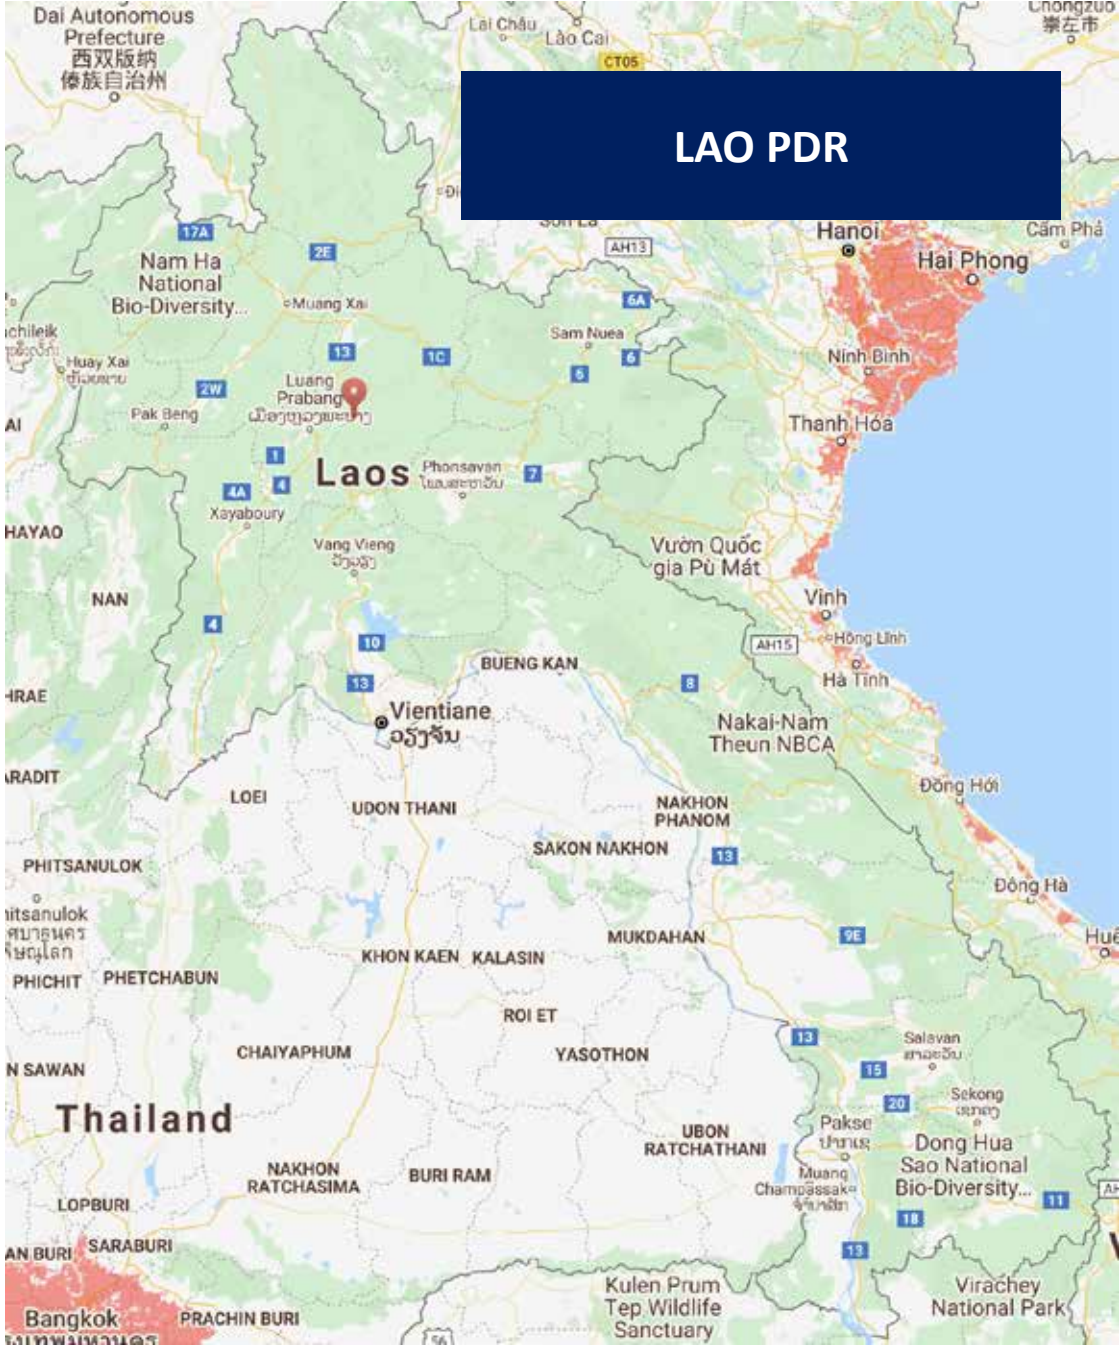 Dai Autonomous
Prefecture
西双版纳
傣族自治州
Lai Châu
Lào Cai
CT05
崇左市
LAO PDR
17A
2E
AH13
Hanoi
Cẩm Phả
Hai Phong
Nam Ha
National
Bio-Diversity...
Muang Xai
6A
Sam Nuea
Ninh Bình
Huay Xai
13
1C
6
6
2W
Luang
Prabang
Pak Beng
Thanh Hóa
1
Laos
Phonsavan
7
4A
4
Xayaboury
Vang Vieng
Vườn Quốc
gia Pù Mát
NAN
Vinh
4
10
AH15
Hồng Lĩnh
Hà Tĩnh
BUENG KAN
13
8
Vientiane
ວຽງຈັນ
Nakai-Nam
Theun NBCA
LOEI
UDON THANI
NAKHON
PHANOM
Đồng Hới
SAKON NAKHON
13
PHITSANULOK
Đông Hà
MUKDAHAN
9E
Huế
KHON KAEN
KALASIN
PHICHIT
PHETCHABUN
ROI ET
CHAIYAPHUM
YASOTHON
13
Salavan
15
20
Sekong
Thailand
Pakse
ປາກເຊ
UBON
RATCHATHANI
Dong Hua
Sao National
Bio-Diversity...
NAKHON
RATCHASIMA
BURI RAM
Muang
Champassak
11
18
LOPBURI
SARABURI
13
Kulen Prum
Tep Wildlife
Sanctuary
Virachey
National Park
Bangkok
PRACHIN BURI
56